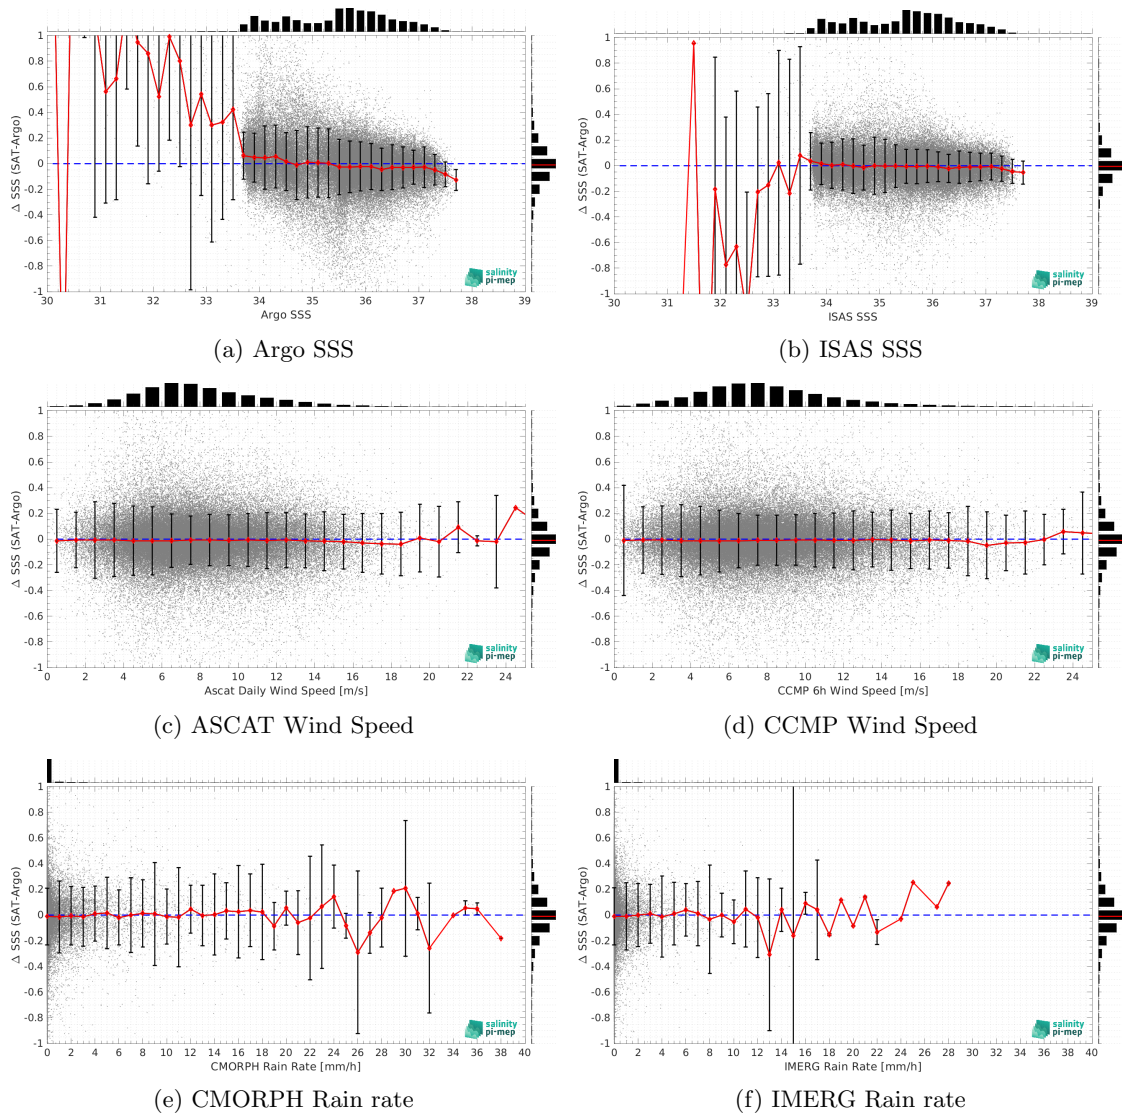 1
0.8
0.6
0.4
0.2
0
-0.2
-0.4
-0.6
-0.8
-1
Δ SSS (SAT-Argo)
30 31 32 33 34 35 36 37 38 39
Argo SSS
salinity
pi-mep
(a) Argo SSS
1
0.8
0.6
0.4
0.2
0
-0.2
-0.4
-0.6
-0.8
-1
Δ SSS (SAT-Argo)
30 31 32 33 34 35 36 37 38 39
ISAS SSS
salinity
pi-mep
(b) ISAS SSS
1
0.8
0.6
0.4
0.2
0
-0.2
-0.4
-0.6
-0.8
-1
Δ SSS (SAT-Argo)
0 2 4 6 8 10 12 14 16 18 20 22 24
Ascat Daily Wind Speed [m/s]
salinity
pi-mep
(c) ASCAT Wind Speed
1
0.8
0.6
0.4
0.2
0
-0.2
-0.4
-0.6
-0.8
-1
Δ SSS (SAT-Argo)
0 2 4 6 8 10 12 14 16 18 20 22 24
CCMP 6h Wind Speed [m/s]
salinity
pi-mep
(d) CCMP Wind Speed
1
0.8
0.6
0.4
0.2
0
-0.2
-0.4
-0.6
-0.8
-1
Δ SSS (SAT-Argo)
0 2 4 6 8 10 12 14 16 18 20 22 24 26 28 30 32 34 36 38 40
CMORPH Rain Rate [mm/h]
salinity
pi-mep
(e) CMORPH Rain rate
1
0.8
0.6
0.4
0.2
0
-0.2
-0.4
-0.6
-0.8
-1
Δ SSS (SAT-Argo)
0 2 4 6 8 10 12 14 16 18 20 22 24 26 28 30 32 34 36 38 40
IMERG Rain Rate [mm/h]
salinity
pi-mep
(f) IMERG Rain rate